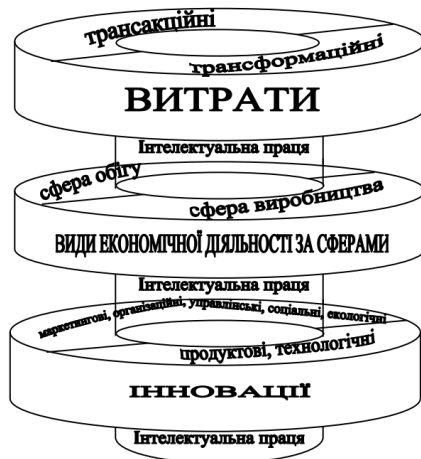 трансакційні
трансформаційні
ВИТРАТИ
Інтелектуальна праця
сфера обігу
сфера виробництва
ВИДИ ЕКОНОМІЧНОЇ ДІЯЛЬНОСТІ ЗА СФЕРАМИ
Інтелектуальна праця
маркетингові, організаційні, управлінські, соціальні, екологічні
продуктові, технологічні
ІННОВАЦІЇ
Інтелектуальна праця